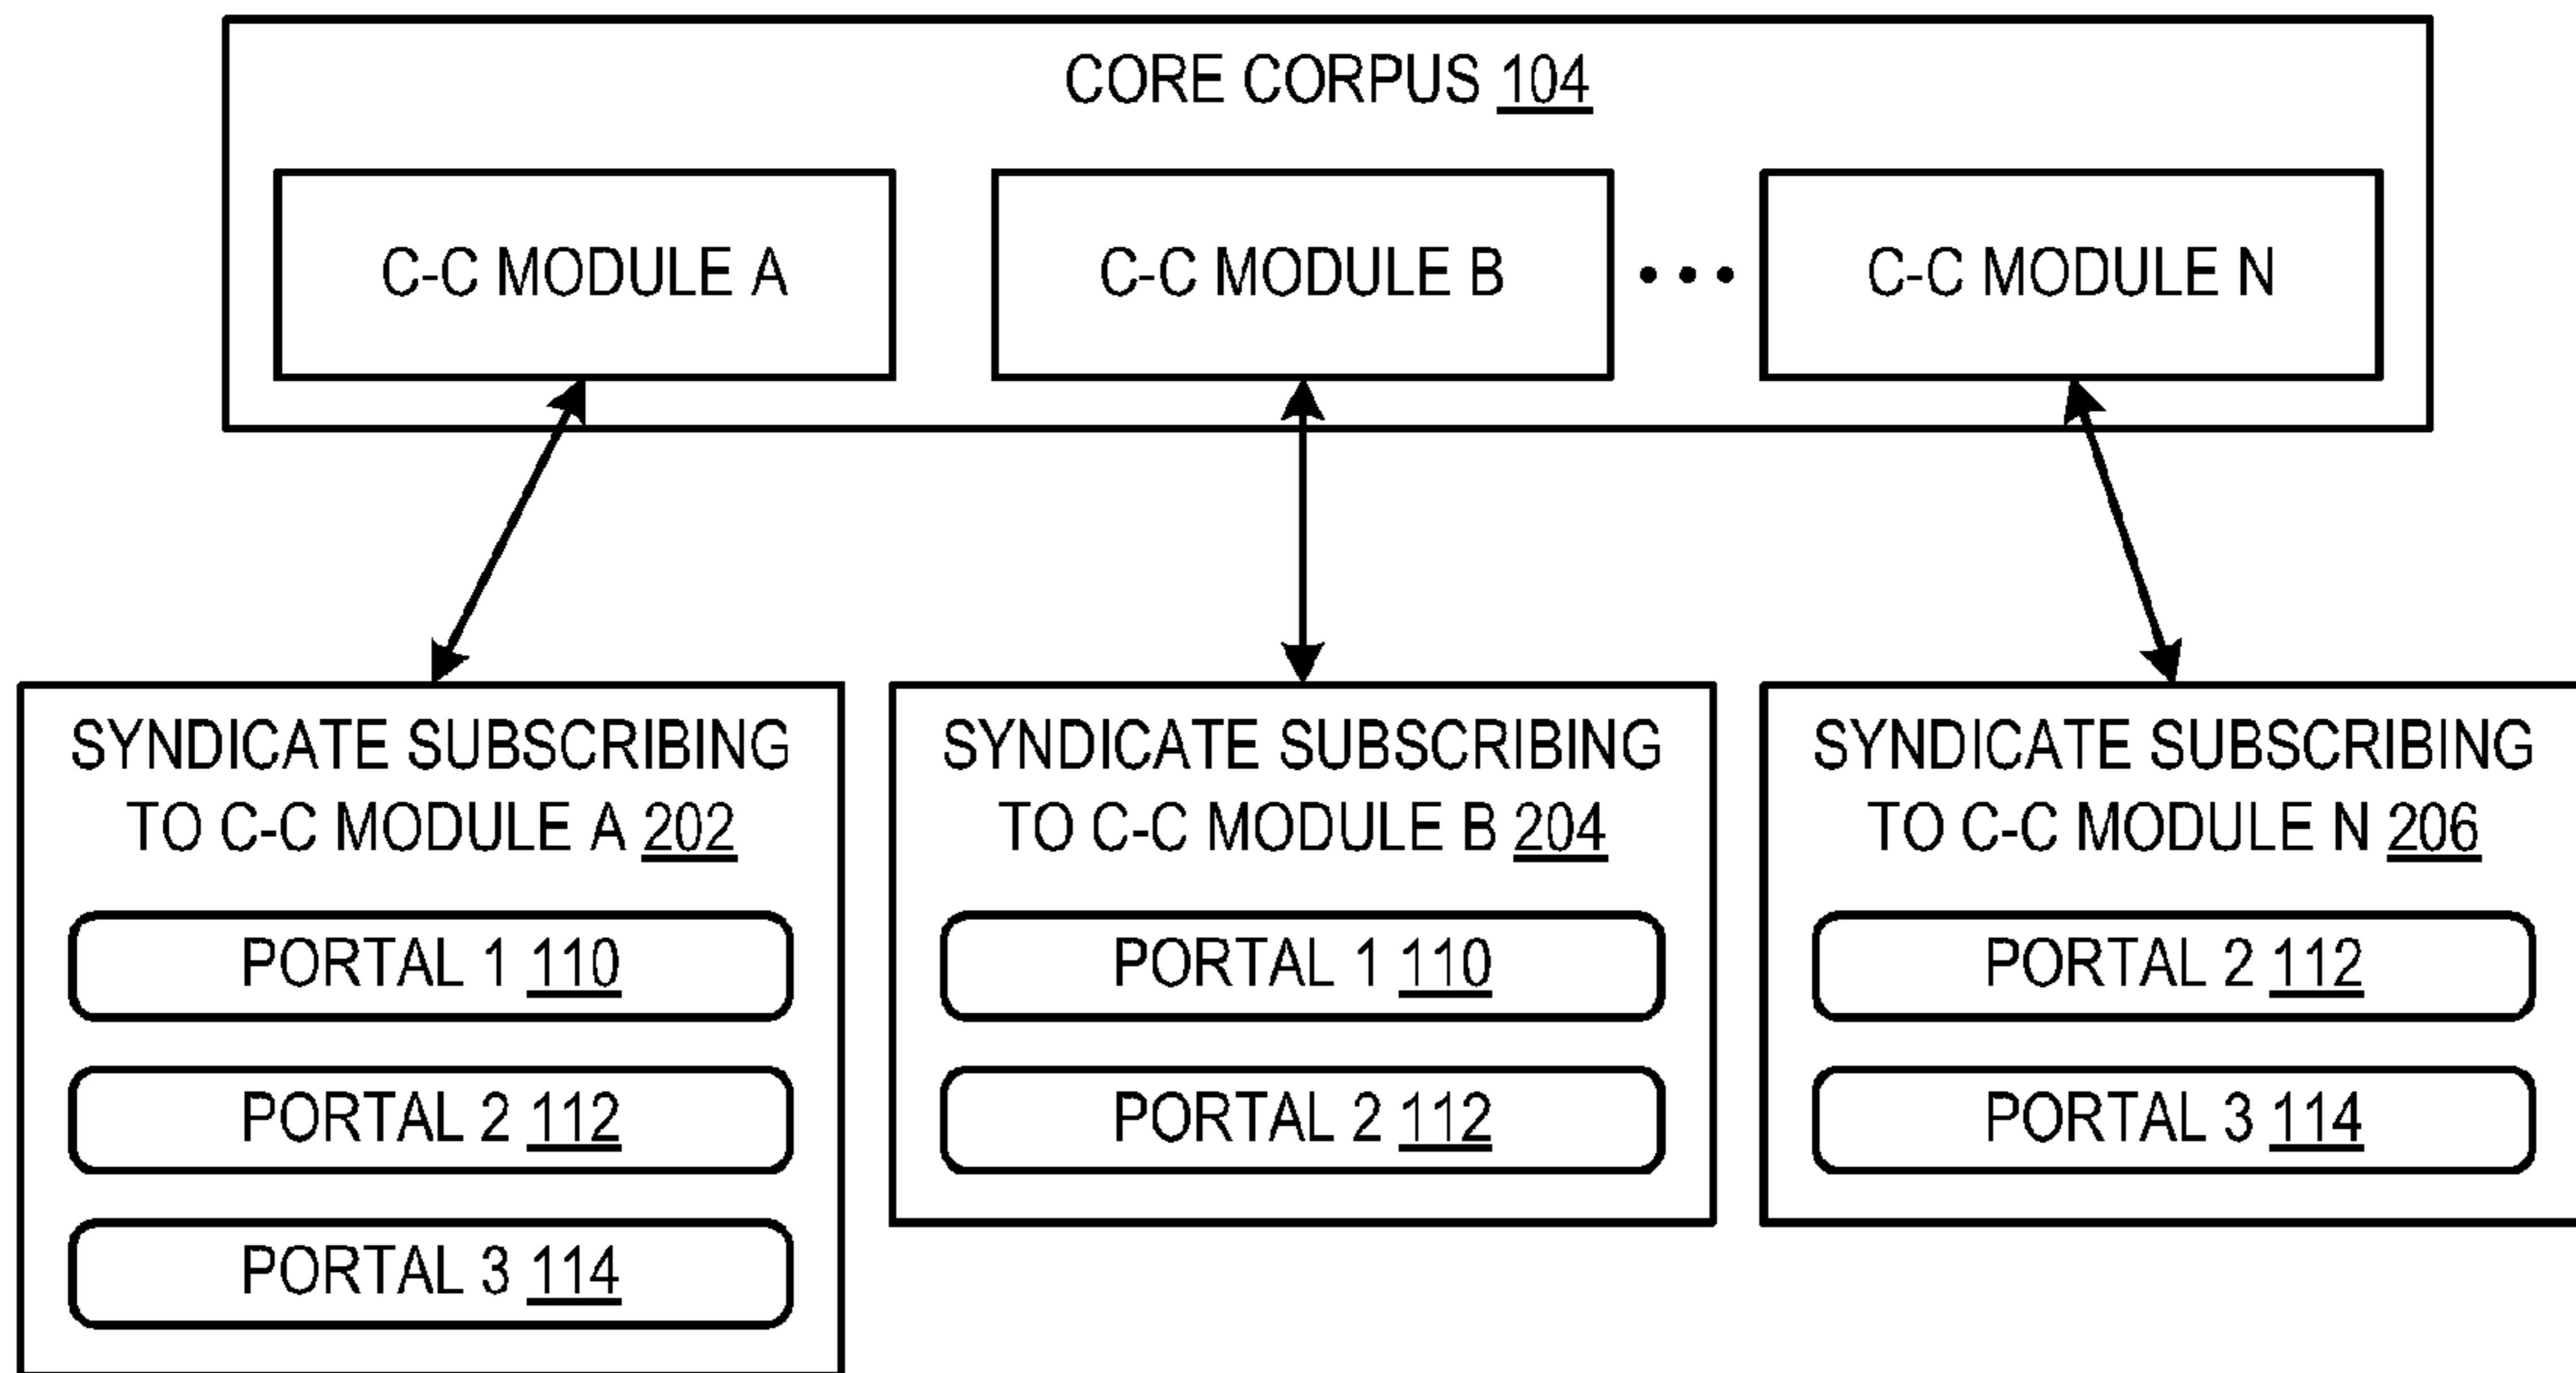 CORE CORPUS 104
C-C MODULE A
C-C MODULE B
• • •
C-C MODULE N
SYNDICATE SUBSCRIBING
TO C-C MODULE A 202
PORTAL 1 110
PORTAL 2 112
PORTAL 3 114
SYNDICATE SUBSCRIBING
TO C-C MODULE B 204
PORTAL 1 110
PORTAL 2 112
SYNDICATE SUBSCRIBING
TO C-C MODULE N 206
PORTAL 2 112
PORTAL 3 114